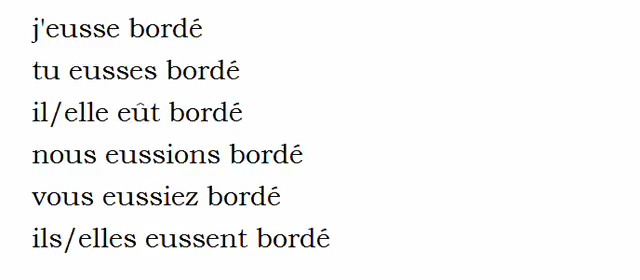 j'eusse bordé
tu eusses bordé
il/elle eût bordé
nous eussions bordé
vous eussiez bordé
ils/elles eussent bordé